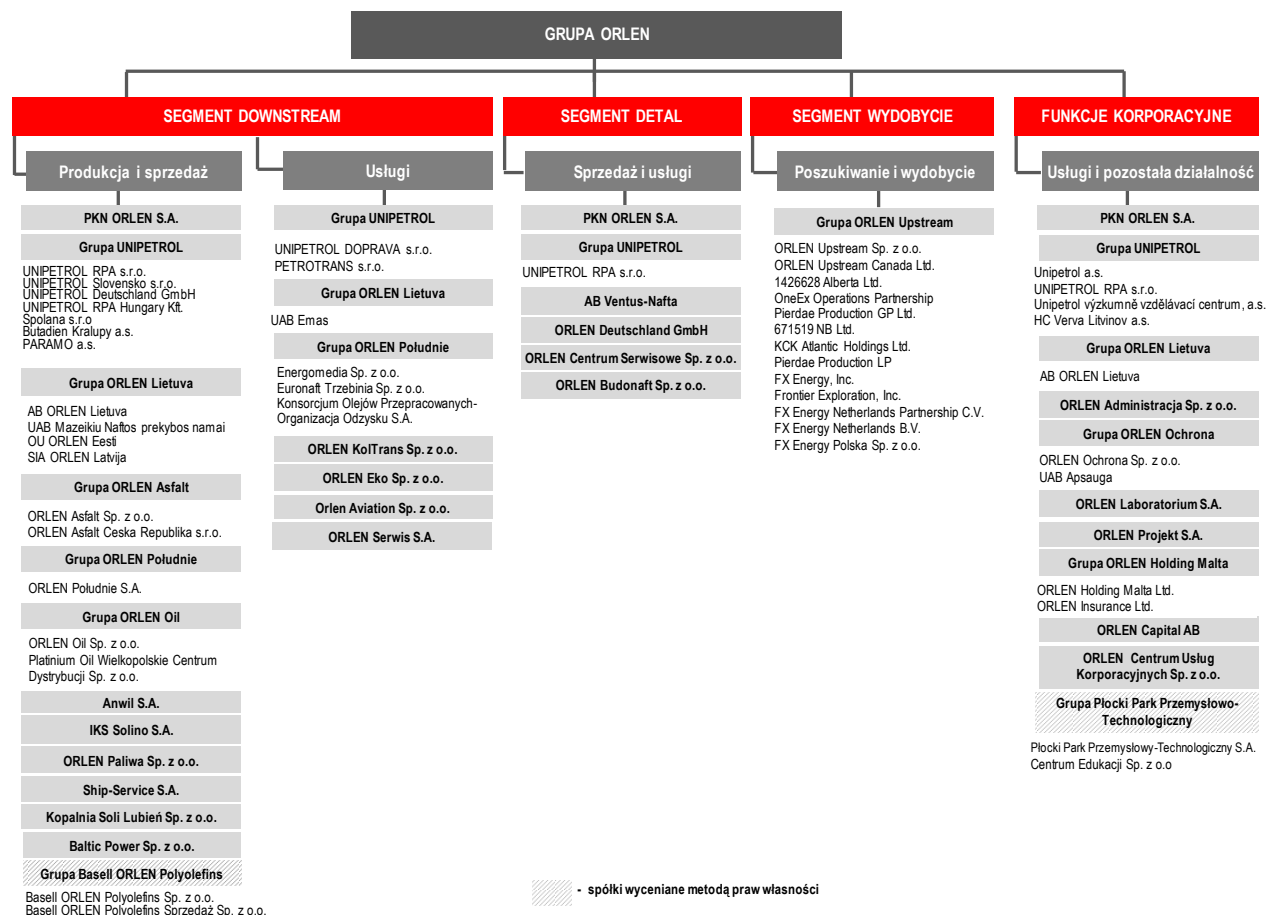 GRUPA ORLEN
SEGMENT DOWNSTREAM
Produkcja i sprzedaż
PKN ORLEN S.A.
Grupa UNIPETROL
UNIPETROL RPA s.r.o.
UNIPETROL Slovensko s.r.o.
UNIPETROL Deutschland GmbH
UNIPETROL RPA Hungary Kft.
Spolana s.r.o
Butadien Kralupy a.s.
PARAMO a.s.
Grupa ORLEN Lietuva
AB ORLEN Lietuva
UAB Mazeikiu Naftos prekybos namai
OU ORLEN Eesti
SIA ORLEN Latvija
Grupa ORLEN Asfalt
ORLEN Asfalt Sp. z o.o.
ORLEN Asfalt Ceska Republika s.r.o.
Grupa ORLEN Południe
ORLEN Południe S.A.
Grupa ORLEN Oil
ORLEN Oil Sp. z o.o.
Platinium Oil Wielkopolskie Centrum
Dystrybucji Sp. z o.o.
Anwil S.A.
IKS Solino S.A.
ORLEN Paliwa Sp. z o.o.
Ship-Service S.A.
Kopalnia Soli Lubień Sp. z o.o.
Baltic Power Sp. z o.o.
Grupa Basell ORLEN Polyolefins
Basell ORLEN Polyolefins Sp. z o.o.
Basell ORLEN Polyolefins Sprzedaż Sp. z o.o.
Usługi
Grupa UNIPETROL
UNIPETROL DOPRAVA s.r.o.
PETROTRANS s.r.o.
Grupa ORLEN Lietuva
UAB Emas
Grupa ORLEN Południe
Energomedia Sp. z o.o.
Euronaft Trzebinia Sp. z o.o.
Konsorcjum Olejów Przepracowanych-
Organizacja Odzysku S.A.
ORLEN KolTrans Sp. z o.o.
ORLEN Eko Sp. z o.o.
Orlen Aviation Sp. z o.o.
ORLEN Serwis S.A.
SEGMENT DETAL
Sprzedaż i usługi
PKN ORLEN S.A.
Grupa UNIPETROL
UNIPETROL RPA s.r.o.
AB Ventus-Nafta
ORLEN Deutschland GmbH
ORLEN Centrum Serwisowe Sp. z o.o.
ORLEN Budonaft Sp. z o.o.
SEGMENT WYDOBYCIE
Poszukiwanie i wydobycie
Grupa ORLEN Upstream
ORLEN Upstream Sp. z o.o.
ORLEN Upstream Canada Ltd.
1426628 Alberta Ltd.
OneEx Operations Partnership
Pierdae Production GP Ltd.
671519 NB Ltd.
KCK Atlantic Holdings Ltd.
Pierdae Production LP
FX Energy, Inc.
Frontier Exploration, Inc.
FX Energy Netherlands Partnership C.V.
FX Energy Netherlands B.V.
FX Energy Polska Sp. z o.o.
FUNKCJE KORPORACYJNE
Usługi i pozostała działalność
PKN ORLEN S.A.
Grupa UNIPETROL
Unipetrol a.s.
UNIPETROL RPA s.r.o.
Unipetrol výzkumně vzdělávací centrum, a.s.
HC Verva Litvinov a.s.
Grupa ORLEN Lietuva
AB ORLEN Lietuva
ORLEN Administracja Sp. z o.o.
Grupa ORLEN Ochrona
ORLEN Ochrona Sp. z o.o.
UAB Apsauga
ORLEN Laboratorium S.A.
ORLEN Projekt S.A.
Grupa ORLEN Holding Malta
ORLEN Holding Malta Ltd.
ORLEN Insurance Ltd.
ORLEN Capital AB
ORLEN Centrum Usług
Korporacyjnych Sp. z o.o.
Grupa Płocki Park Przemysłowo-
Technologiczny
Płocki Park Przemysłowy-Technologiczny S.A.
Centrum Edukacji Sp. z o.o
- spółki wyceniane metodą praw własności